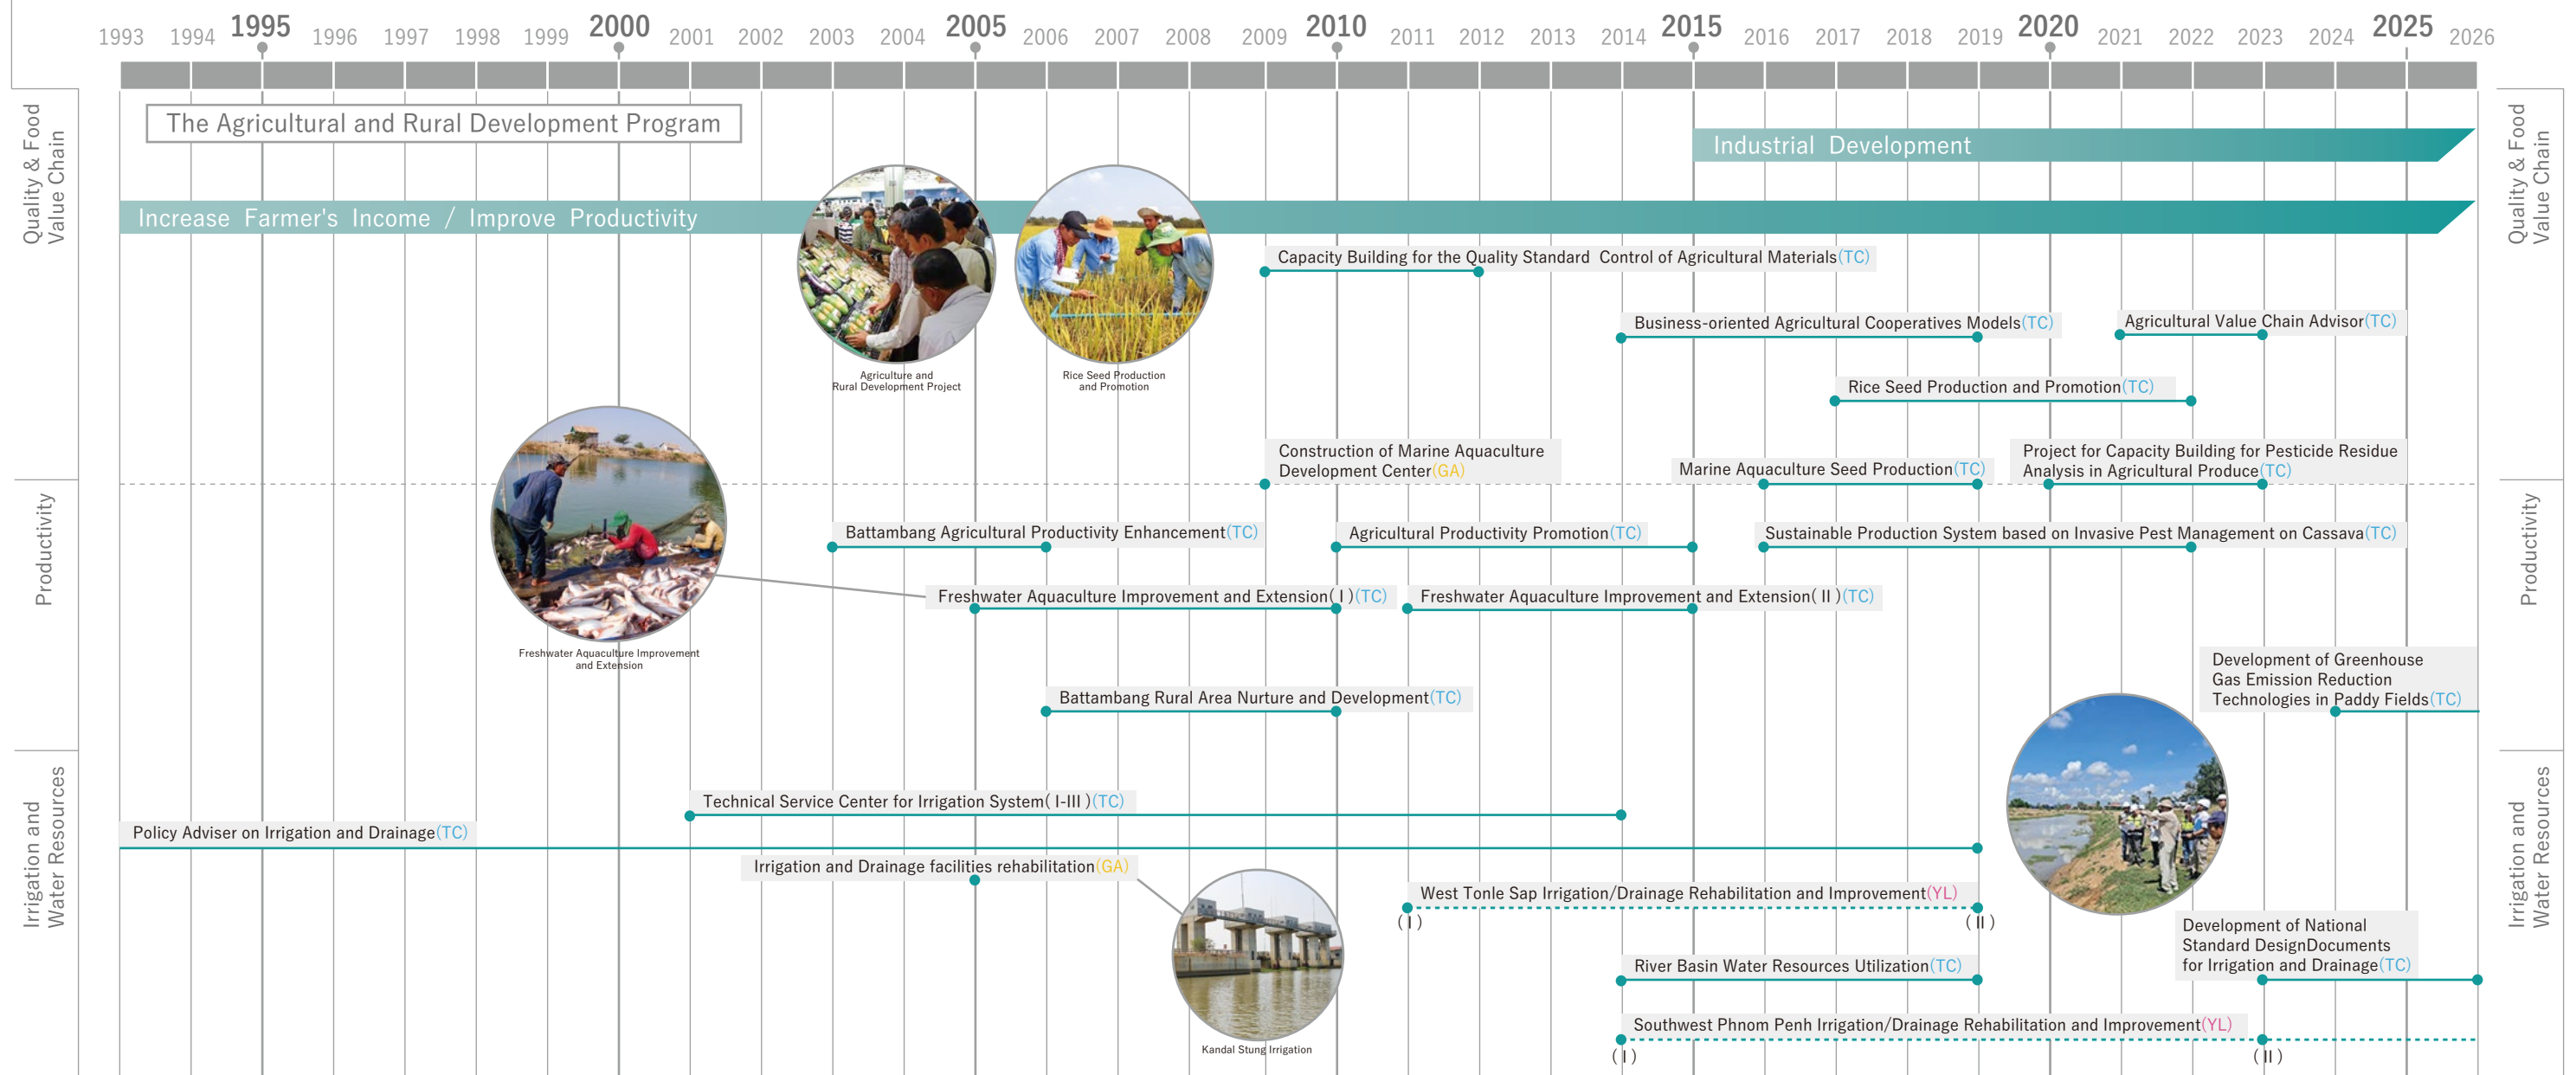 1993 1994 1995 1996 1997 1998 1999 2000 2001 2002 2003 2004 2005 2006 2007 2008 2009 2010 2011 2012 2013 2014 2015 2016 2017 2018 2019 2020 2021 2022 2023 2024 2025 2026
Quality & Food
Value Chain
Quality & Food
Value Chain
The Agricultural and Rural Development Program
Industrial Development
Increase Farmer's Income / Improve Productivity
Capacity Building for the Quality Standard Control of Agricultural Materials(TC)
Business-oriented Agricultural Cooperatives Models(TC)
Agricultural Value Chain Advisor(TC)
Agriculture and
Rural Development Project
Rice Seed Production
and Promotion
Rice Seed Production and Promotion(TC)
Construction of Marine Aquaculture
Development Center(GA)
Marine Aquaculture Seed Production(TC)
Project for Capacity Building for Pesticide Residue
Analysis in Agricultural Produce(TC)
Productivity
Productivity
Battambang Agricultural Productivity Enhancement(TC)
Agricultural Productivity Promotion(TC)
Sustainable Production System based on Invasive Pest Management on Cassava(TC)
Freshwater Aquaculture Improvement and Extension( I )(TC)
Freshwater Aquaculture Improvement and Extension( II )(TC)
Freshwater Aquaculture Improvement
and Extension
Development of Greenhouse
Gas Emission Reduction
Technologies in Paddy Fields(TC)
Battambang Rural Area Nurture and Development(TC)
Irrigation and
Water Resources
Irrigation and
Water Resources
Technical Service Center for Irrigation System( I-III )(TC)
Policy Adviser on Irrigation and Drainage(TC)
Irrigation and Drainage facilities rehabilitation(GA)
West Tonle Sap Irrigation/Drainage Rehabilitation and Improvement(YL)
( I )
( II )
Development of National
Standard DesignDocuments
for Irrigation and Drainage(TC)
River Basin Water Resources Utilization(TC)
Southwest Phnom Penh Irrigation/Drainage Rehabilitation and Improvement(YL)
( I )
( II )
Kandal Stung Irrigation